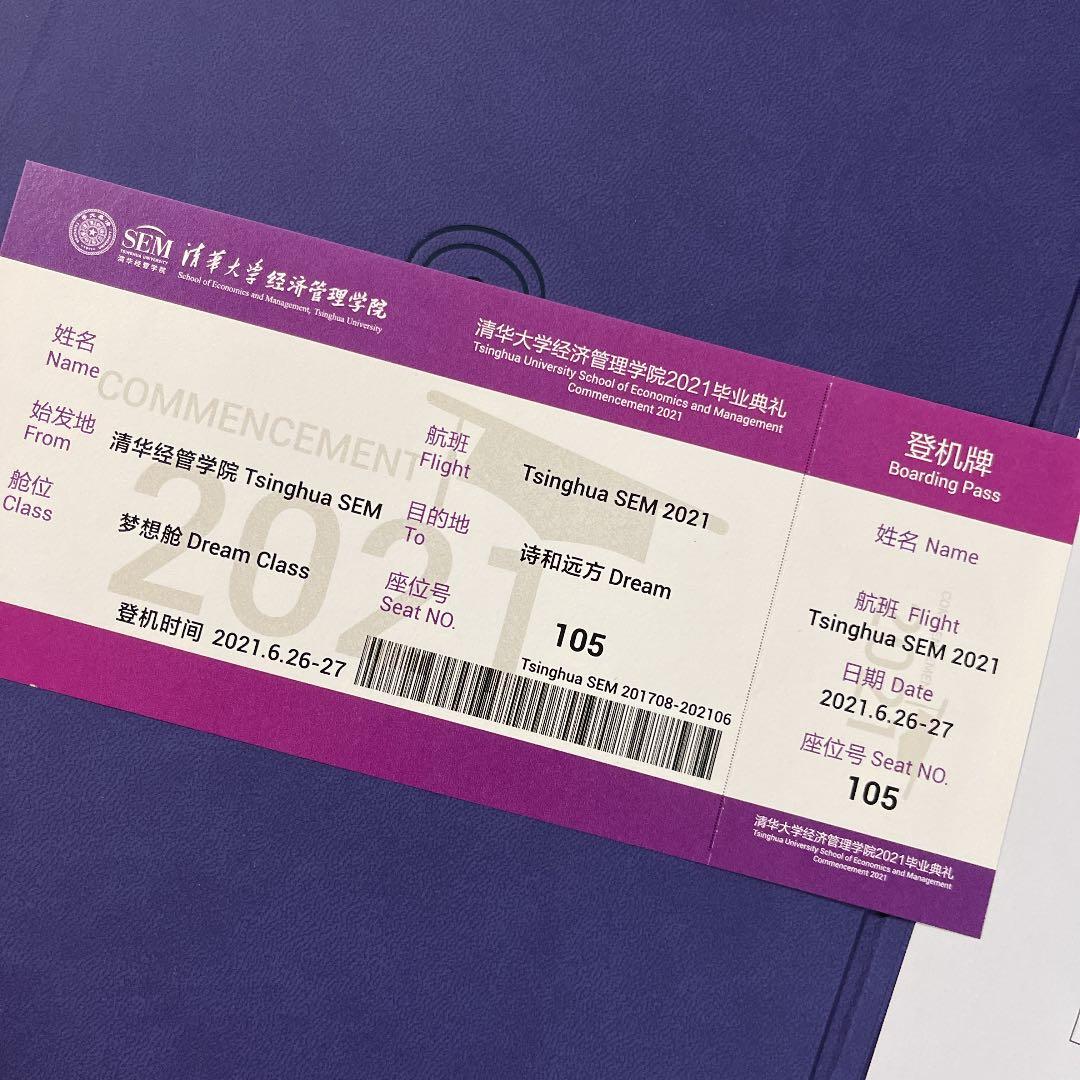 SEM
TSINGHUA UNIVERSITY
清华经管学院
清华大学经济管理学院
School of Economics and Management, Tsinghua University
清华大学经济管理学院2021毕业典礼
Tsinghua University School of Economics and Management
Commencement 2021
COMMENCEMENT
2021
姓名
Name
始发地
From
清华经管学院 Tsinghua SEM
舱位
Class
梦想舱 Dream Class
登机时间 2021.6.26-27
航班
Flight
Tsinghua SEM 2021
目的地
To
诗和远方 Dream
座位号
Seat NO.
105
Tsinghua SEM 201708-202106
登机牌
Boarding Pass
姓名 Name
航班 Flight
Tsinghua SEM 2021
日期 Date
2021.6.26-27
座位号 Seat NO.
105
清华大学经济管理学院2021毕业典礼
Tsinghua University School of Economics and Management
Commencement 2021